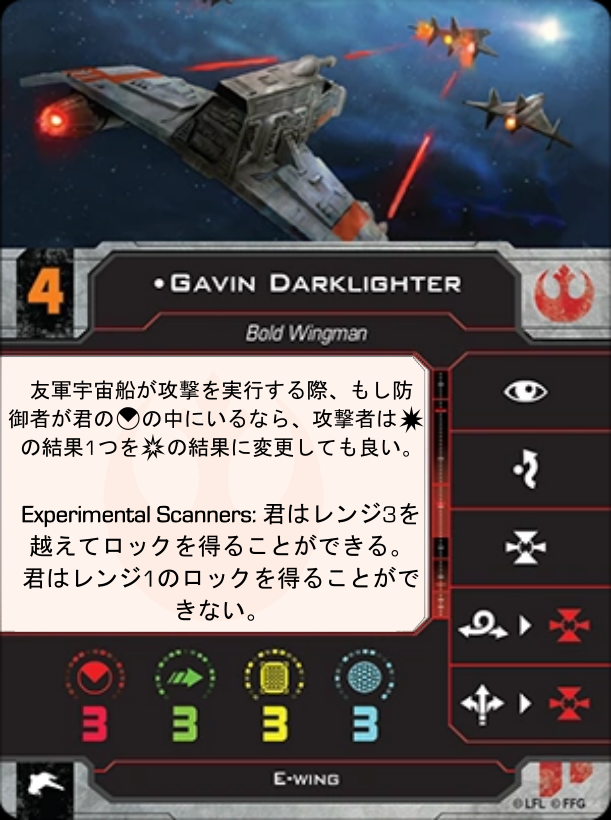 4
•GAVIN DARKLIGHTER
Bold Wingman
友軍宇宙船が攻撃を実行する際、もし防
御者が君の の中にいるなら、攻撃者は
の結果1つを の結果に変更しても良い。
Experimental Scanners: 君はレンジ3を
越えてロックを得ることができる。
君はレンジ1のロックを得ることがで
きない。
3 3 3 3
E-WING
© LFL © FFG